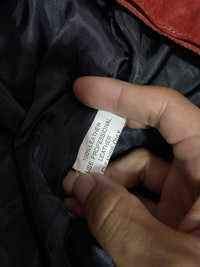 100% LEATHER
USE PROFESSIONAL
LEATHER
ONLY